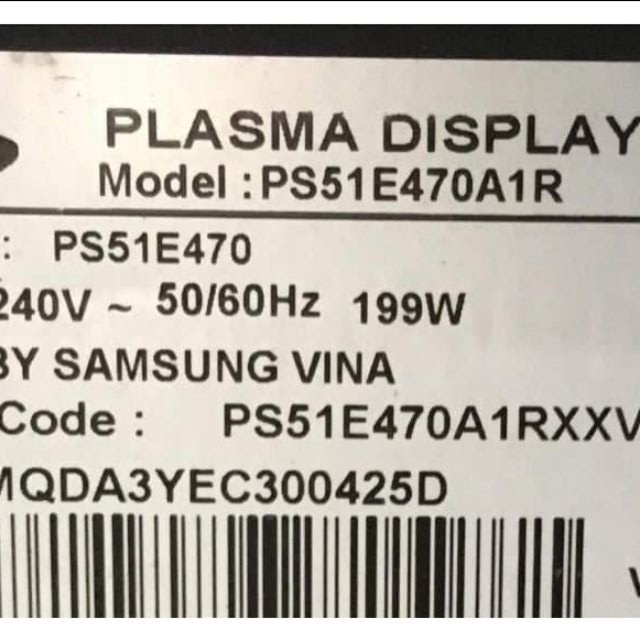 PLASMA DISPLAY
Model : PS51E470A1R
: PS51E470
240V ~ 50/60Hz 199W
BY SAMSUNG VINA
Code : PS51E470A1RXXV
MQDA3YEC300425D